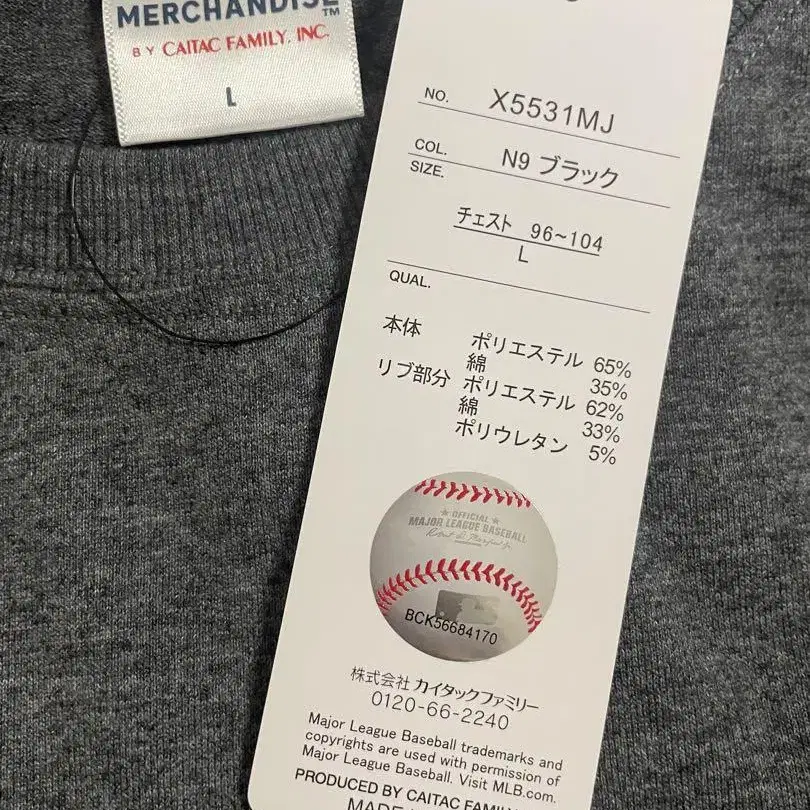 MERCHANDISE™
BY CAITAC FAMILY, INC.
L
NO. X5531MJ
COL. N9 ブラック
SIZE.
チェスト 96~104
L
QUAL.
本体 ポリエステル 65%
綿 35%
リブ部分 ポリエステル 62%
綿 33%
ポリウレタン 5%
★ OFFICIAL ★
MAJOR LEAGUE BASEBALL
BCK56684170
株式会社 カイタックファミリー
0120-66-2240
Major League Baseball trademarks and
copyrights are used with permission of
Major League Baseball. Visit MLB.com.
PRODUCED BY CAITAC FAMILY
MADE